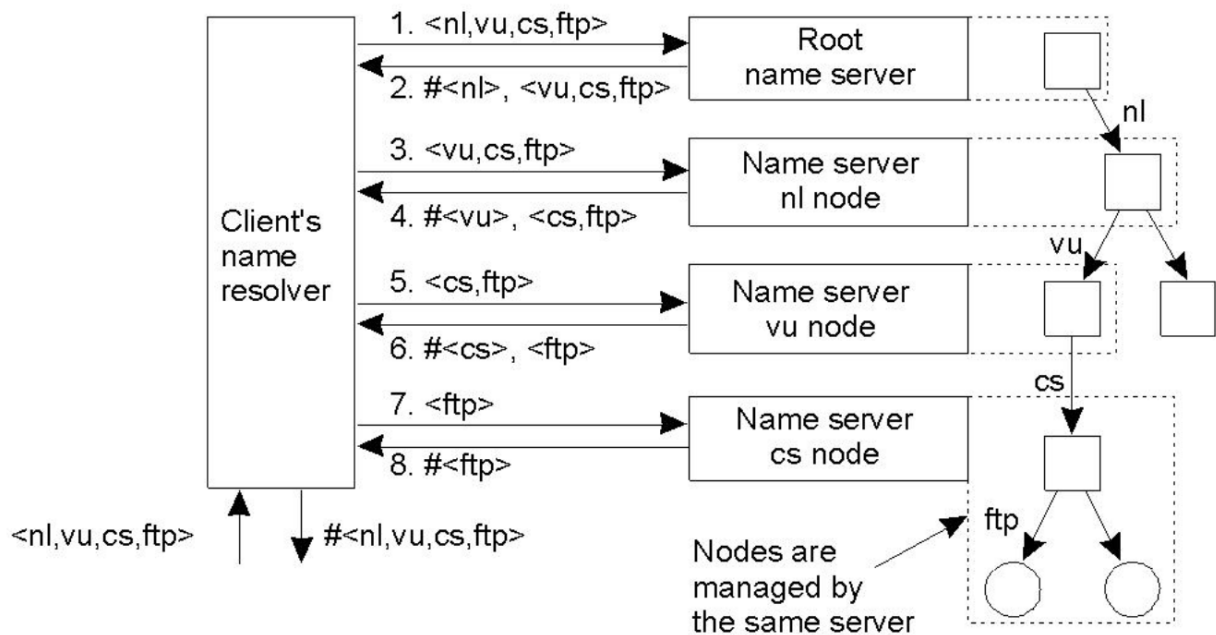 1. <nl,vu,cs,ftp>
Root
name server
2. #<nl>, <vu,cs,ftp>
nl
3. <vu,cs,ftp>
Name server
nl node
4. #<vu>, <cs,ftp>
Client's
name
resolver
vu
5. <cs,ftp>
Name server
vu node
6. #<cs>, <ftp>
cs
7. <ftp>
Name server
cs node
8. #<ftp>
<nl,vu,cs,ftp>
#<nl,vu,cs,ftp>
ftp
Nodes are
managed by
the same server